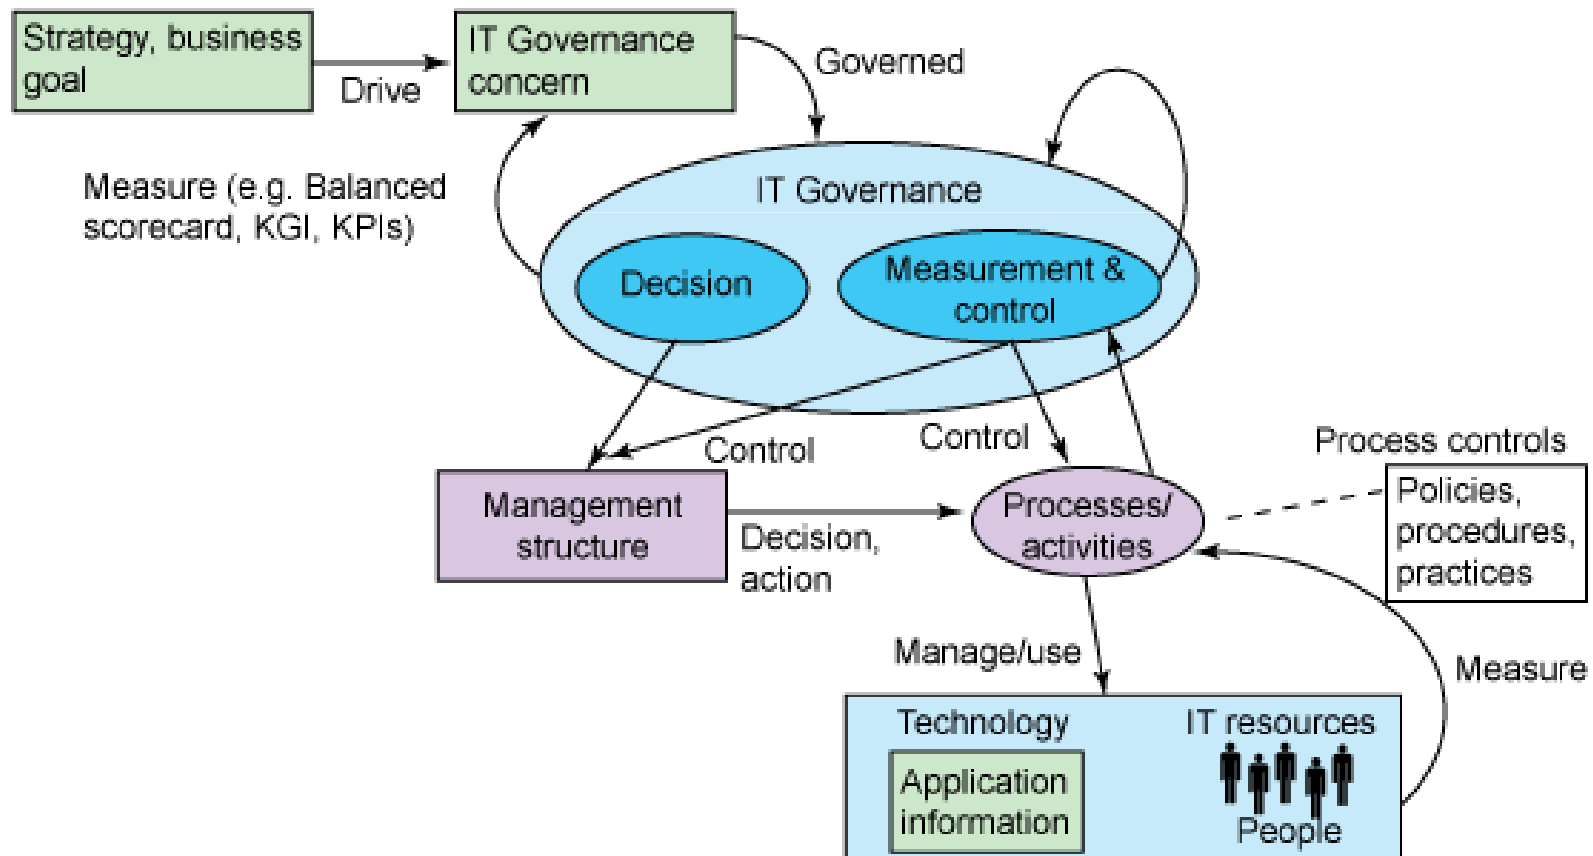 Strategy, business
goal
Drive
IT Governance
concern
Governed
Measure (e.g. Balanced
scorecard, KGI, KPIs)
IT Governance
Decision
Measurement &
control
Control
Control
Process controls
Policies,
procedures,
practices
Management
structure
Decision,
action
Processes/
activities
Manage/use
Measure
Technology
IT resources
Application
information
People